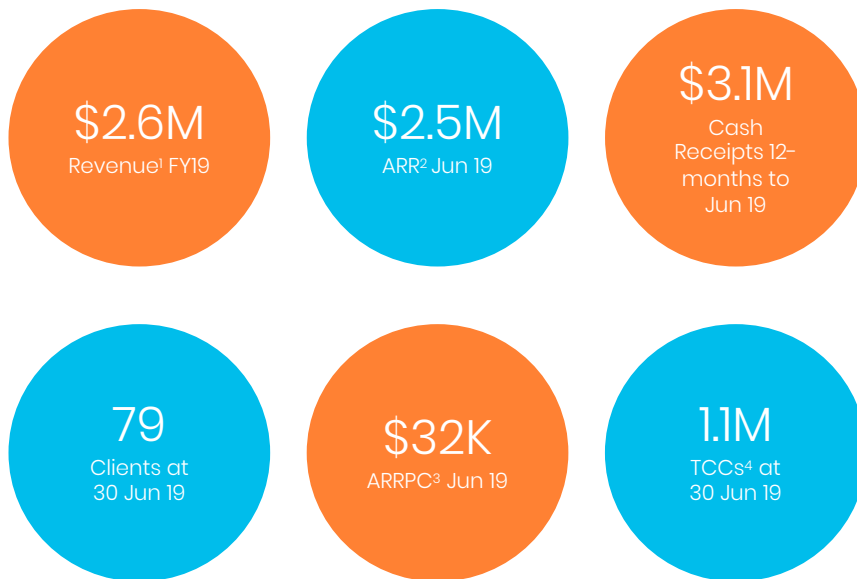 $2.6M
Revenue¹ FY19
$2.5M
ARR² Jun 19
$3.1M
Cash
Receipts 12-
months to
Jun 19
79
Clients at
30 Jun 19
$32K
ARRPC³ Jun 19
1.1M
TCCs⁴ at
30 Jun 19